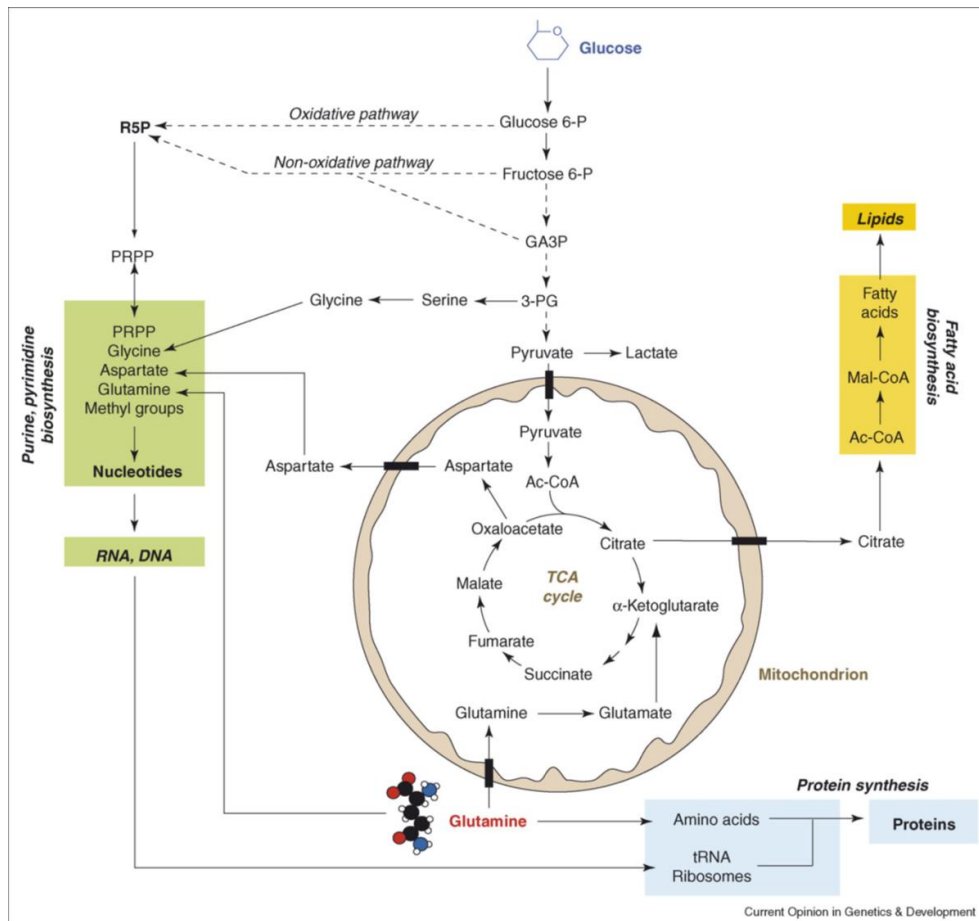 Glucose
Oxidative pathway
R5P
Glucose 6-P
Non-oxidative pathway
Fructose 6-P
GA3P
PRPP
Glycine
Serine
3-PG
Pyruvate
Lactate
Purine, pyrimidine
biosynthesis
PRPP
Glycine
Aspartate
Glutamine
Methyl groups
Nucleotides
RNA, DNA
Lipids
Fatty
acids
Mal-CoA
Ac-CoA
Fatty acid
biosynthesis
Citrate
Pyruvate
Ac-CoA
Aspartate
Aspartate
Oxaloacetate
Citrate
Malate
TCA
cycle
α-Ketoglutarate
Fumarate
Succinate
Mitochondrion
Glutamine
Glutamate
Glutamine
Protein synthesis
Amino acids
Proteins
tRNA
Ribosomes
Current Opinion in Genetics & Development